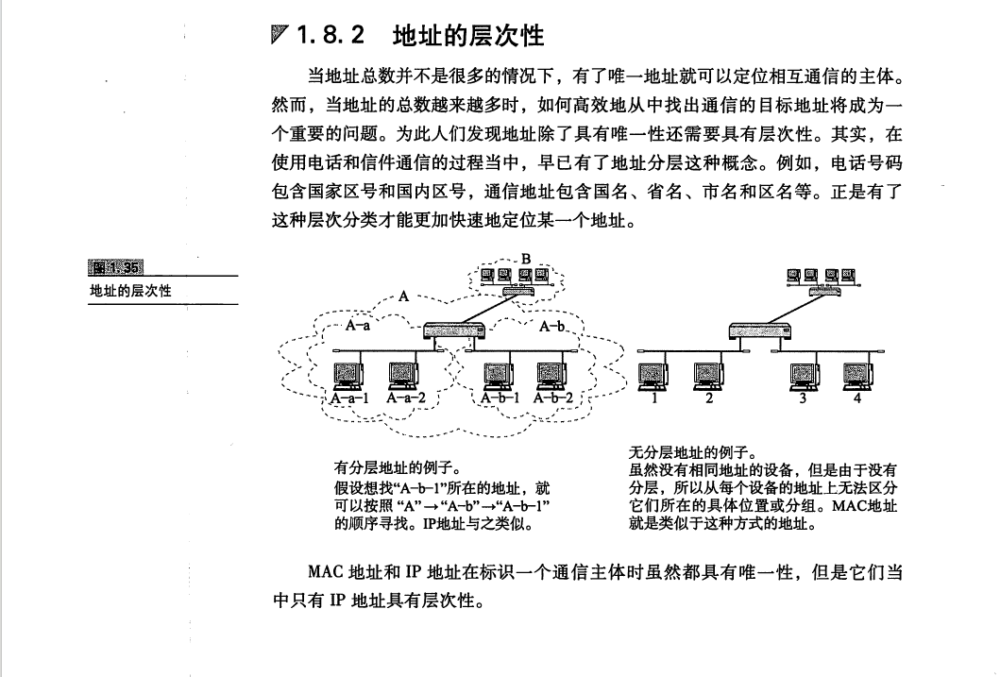 1.8.2 地址的层次性
当地址总数并不是很多的情况下，有了唯一地址就可以定位相互通信的主体。
然而，当地址的总数越来越多时，如何高效地从中找出通信的目标地址将成为一
个重要的问题。为此人们发现地址除了具有唯一性还需要具有层次性。其实，在
使用电话和信件通信的过程当中，早已有了地址分层这种概念。例如，电话号码
包含国家区号和国内区号，通信地址包含国名、省名、市名和区名等。正是有了
这种层次分类才能更加快速地定位某一个地址。
图1.35
地址的层次性
B
A
A-a
A-b
A-a-1 A-a-2 A-b-1 A-b-2
1 2 3 4
有分层地址的例子。
假设想找“A-b-1”所在的地址，就
可以按照 “A”→“A-b”→“A-b-1”
的顺序寻找。IP地址与之类似。
无分层地址的例子。
虽然没有相同地址的设备，但是由于没有
分层，所以从每个设备的地址上无法区分
它们所在的具体位置或分组。MAC地址
就是类似于这种方式的地址。
MAC 地址和 IP 地址在标识一个通信主体时虽然都具有唯一性，但是它们当
中只有 IP 地址具有层次性。